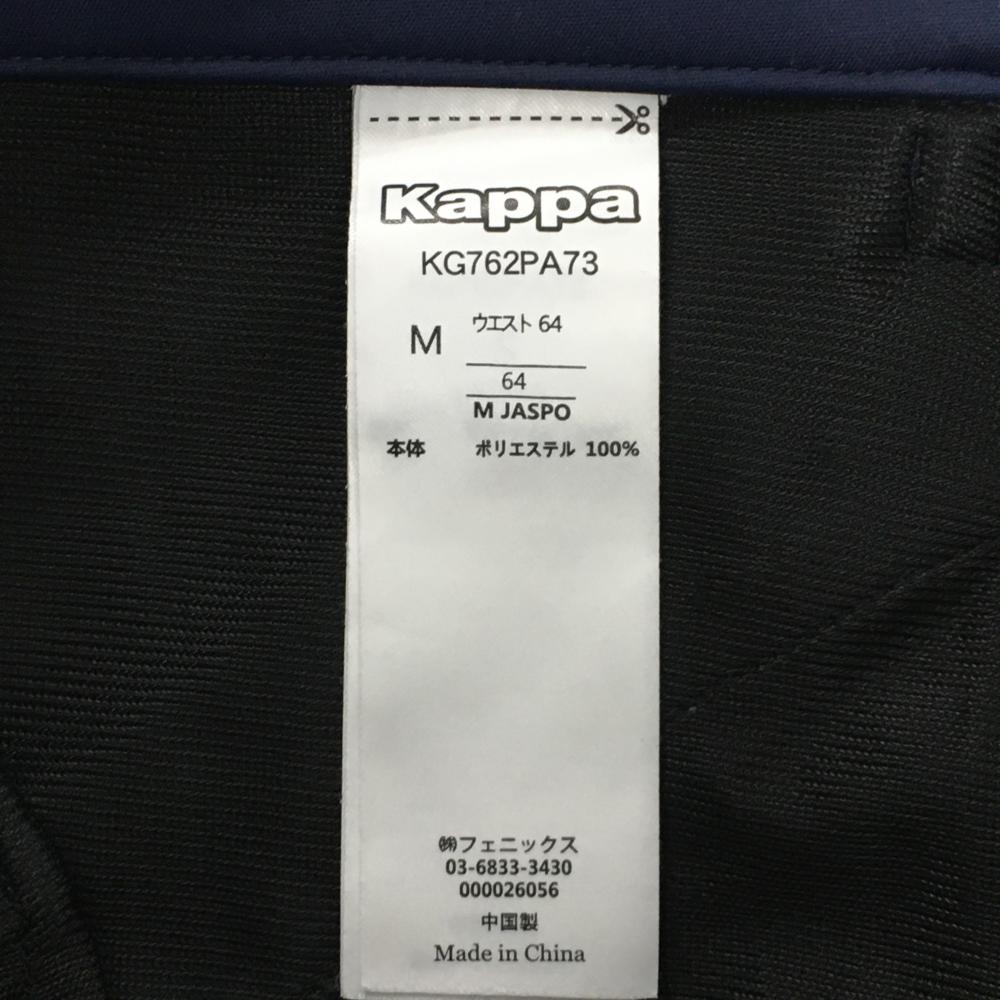 Kappa
KG762PA73
M ウエスト 64
64
M JASPO
本体 ポリエステル 100%
㈱フェニックス
03-6833-3430
000026056
中国製
Made in China